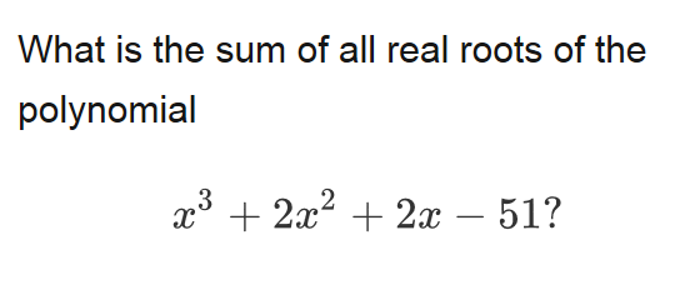 What is the sum of all real roots of the
polynomial
x³ + 2x² + 2x − 51?